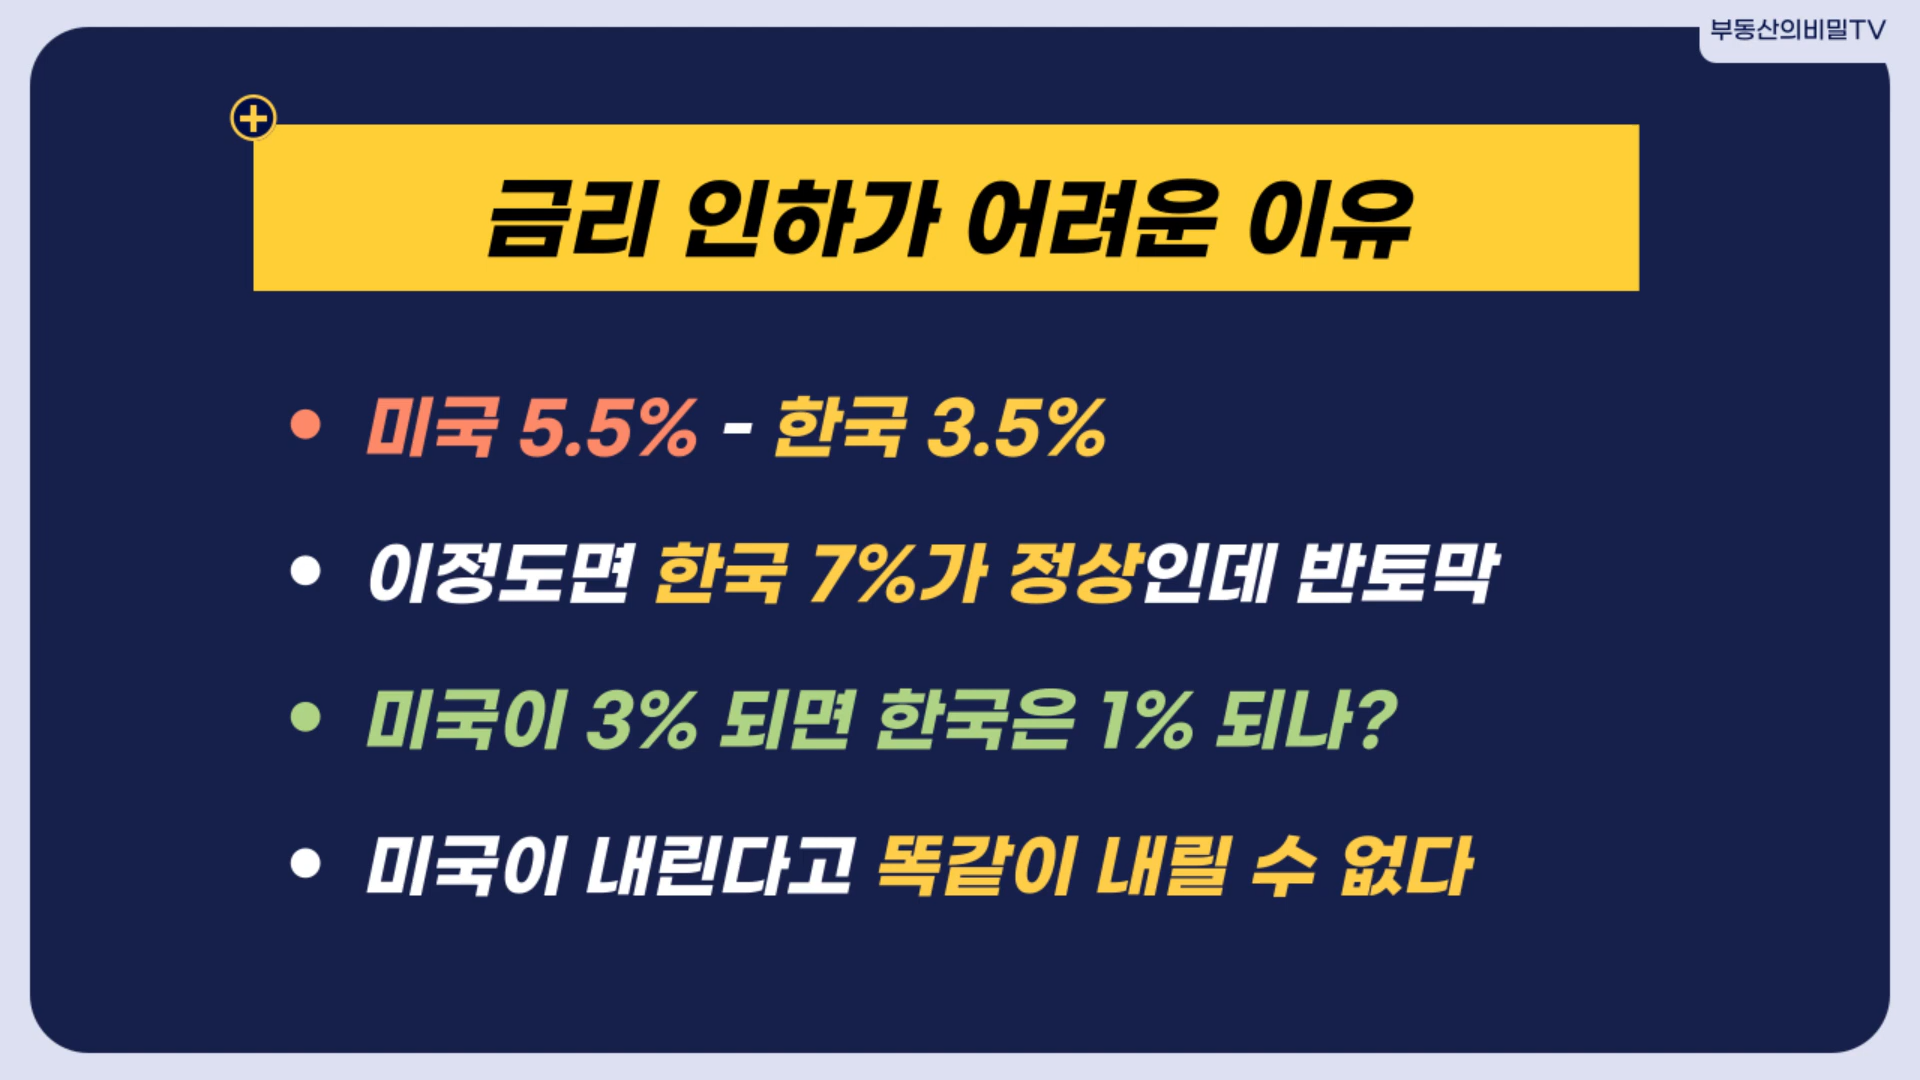 부동산의비밀TV
금리 인하가 어려운 이유
• 미국 5.5% - 한국 3.5%
• 이정도면 한국 7%가 정상인데 반토막
• 미국이 3% 되면 한국은 1% 되나?
• 미국이 내린다고 똑같이 내릴 수 없다